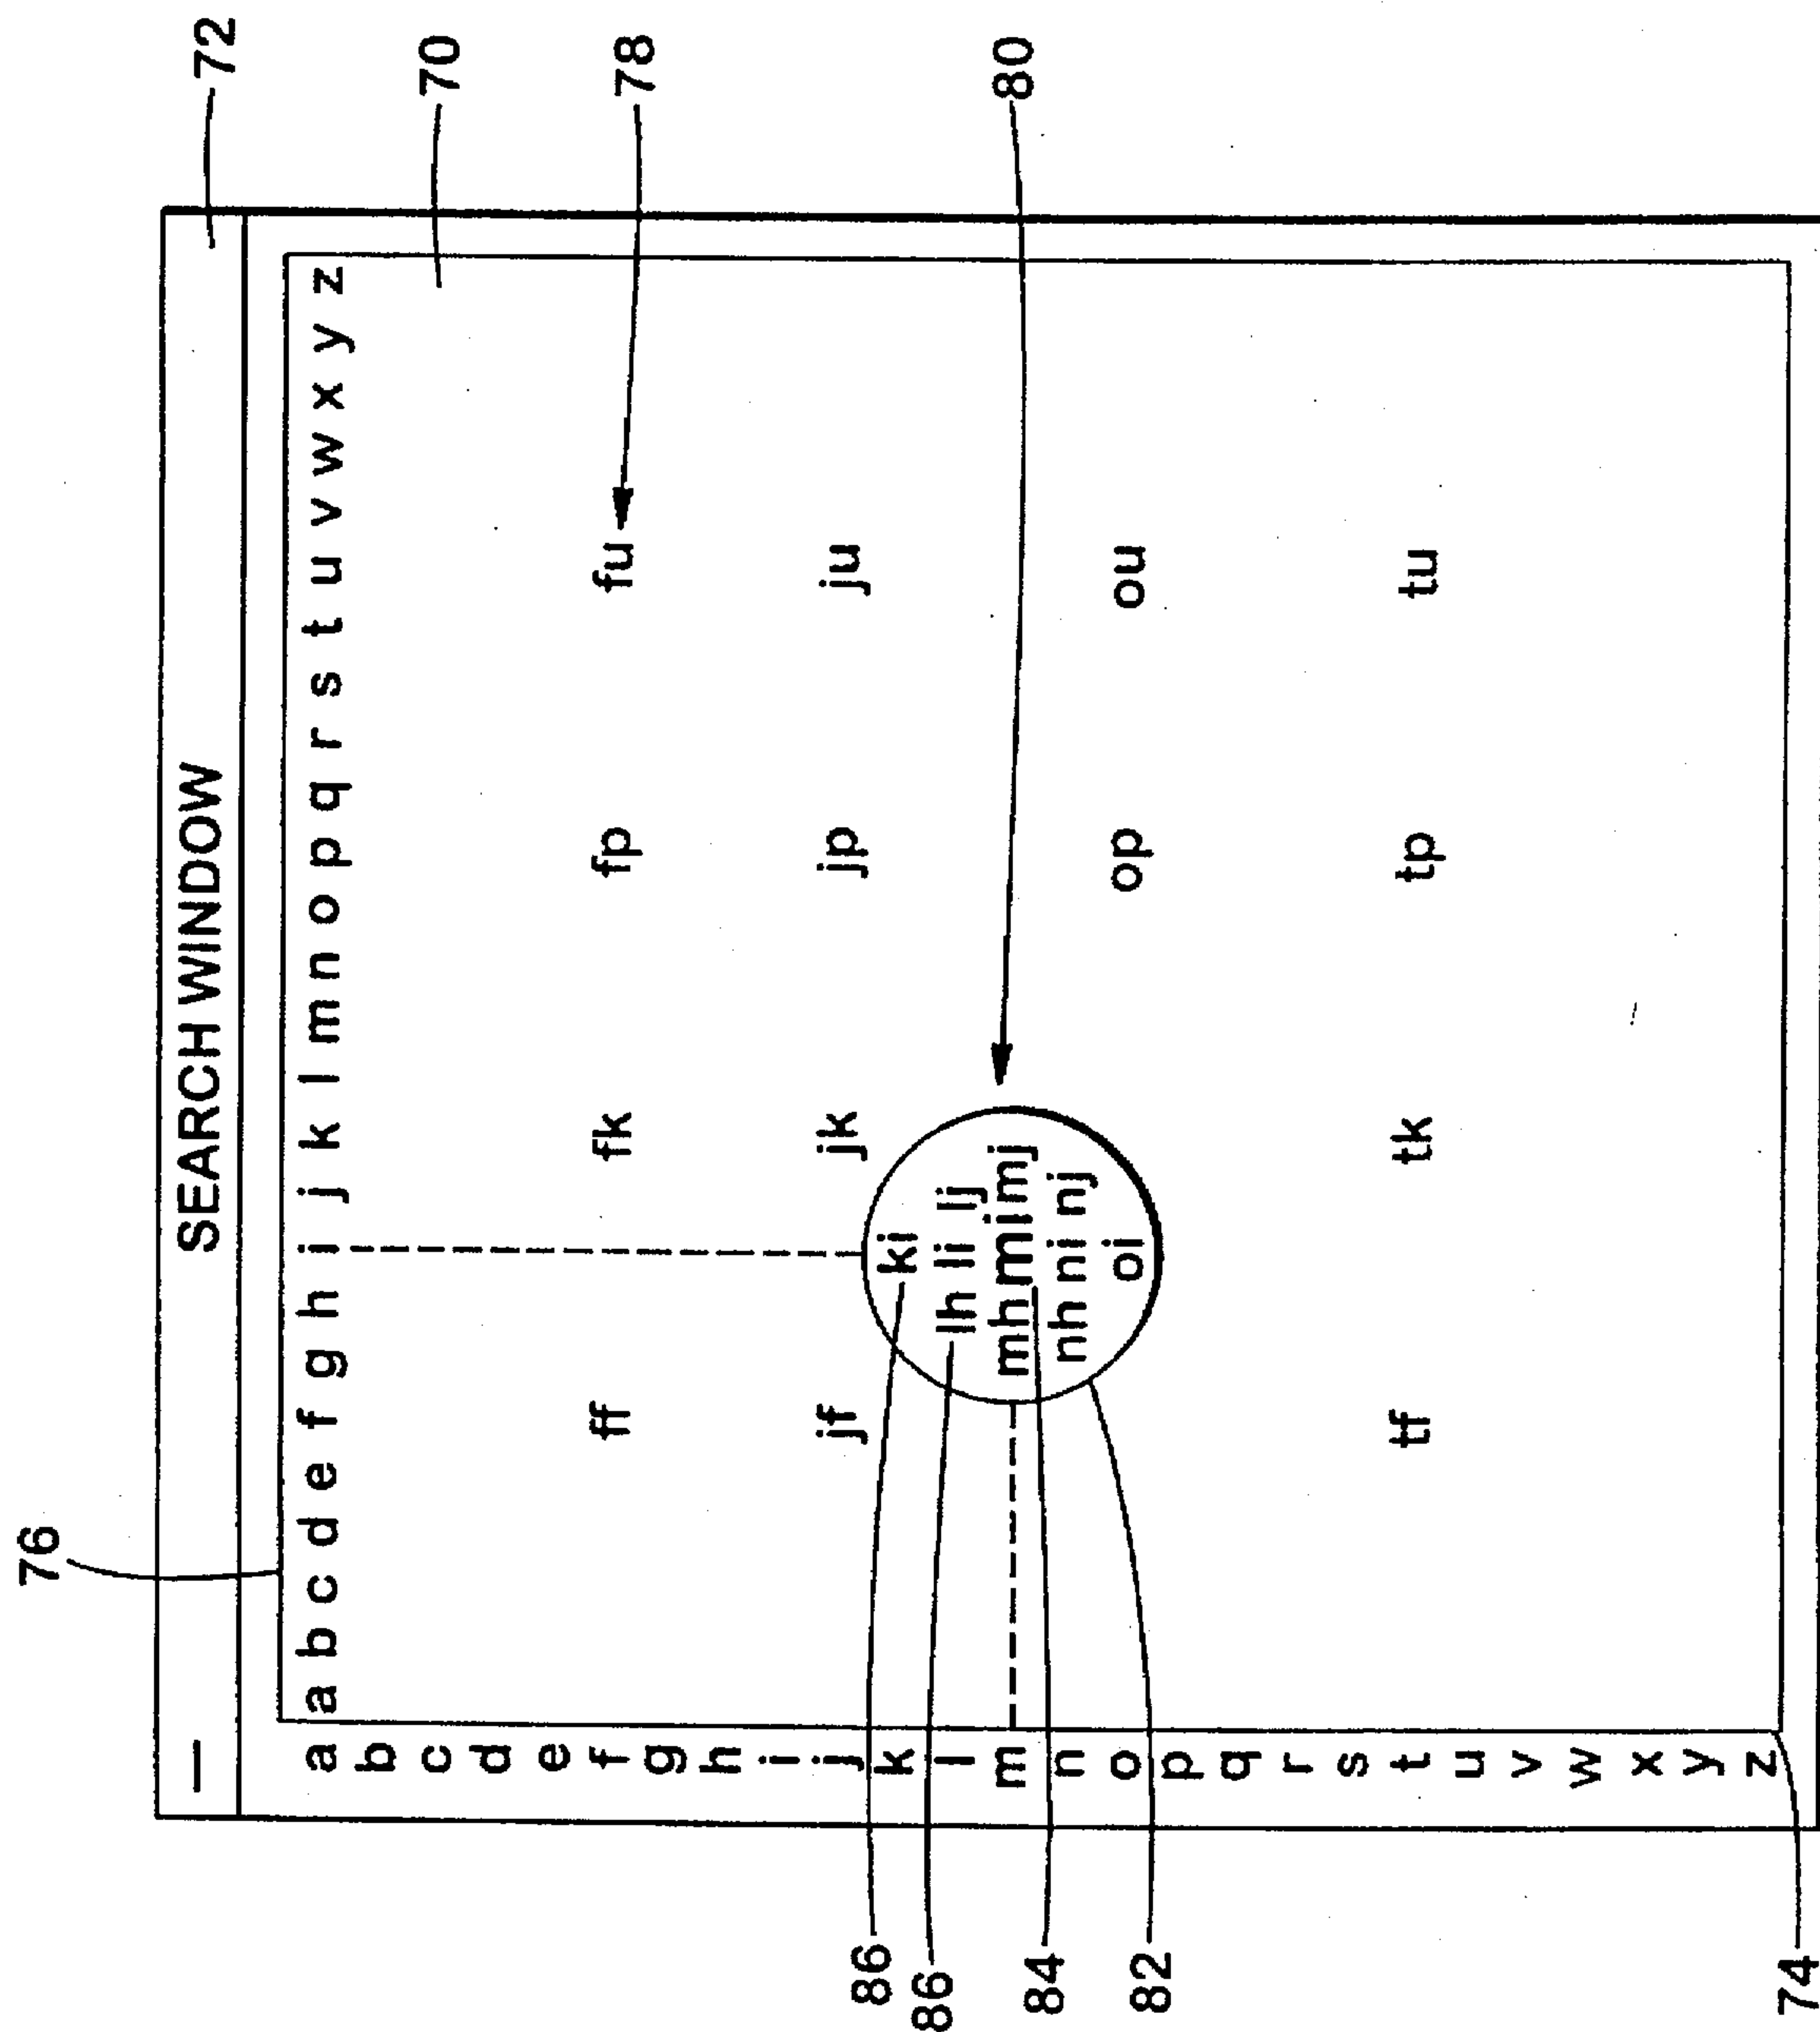 72
70
78
80
76
— SEARCH WINDOW
a b c d e f g h i j k l m n o p q r s t u v w x y z
a
b
c
d
e
f
g
h
i
j
k
l
m
n
o
p
q
r
s
t
u
v
w
x
y
z
ff fk fp fu
jf jk jp ju
ki
lh li lj
mh mi mj
nh ni nj
oi
op ou
tf tk tp tu
86
86
84
82
74